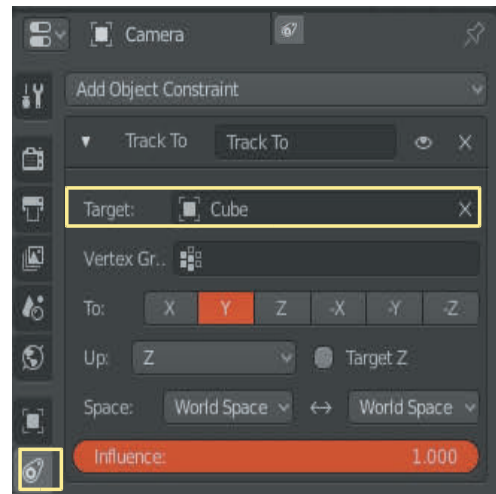 Camera
Add Object Constraint
Track To Track To
Target: Cube
Vertex Gr..
To: X Y Z -X -Y -Z
Up: Z Target Z
Space: World Space World Space
Influence: 1.000